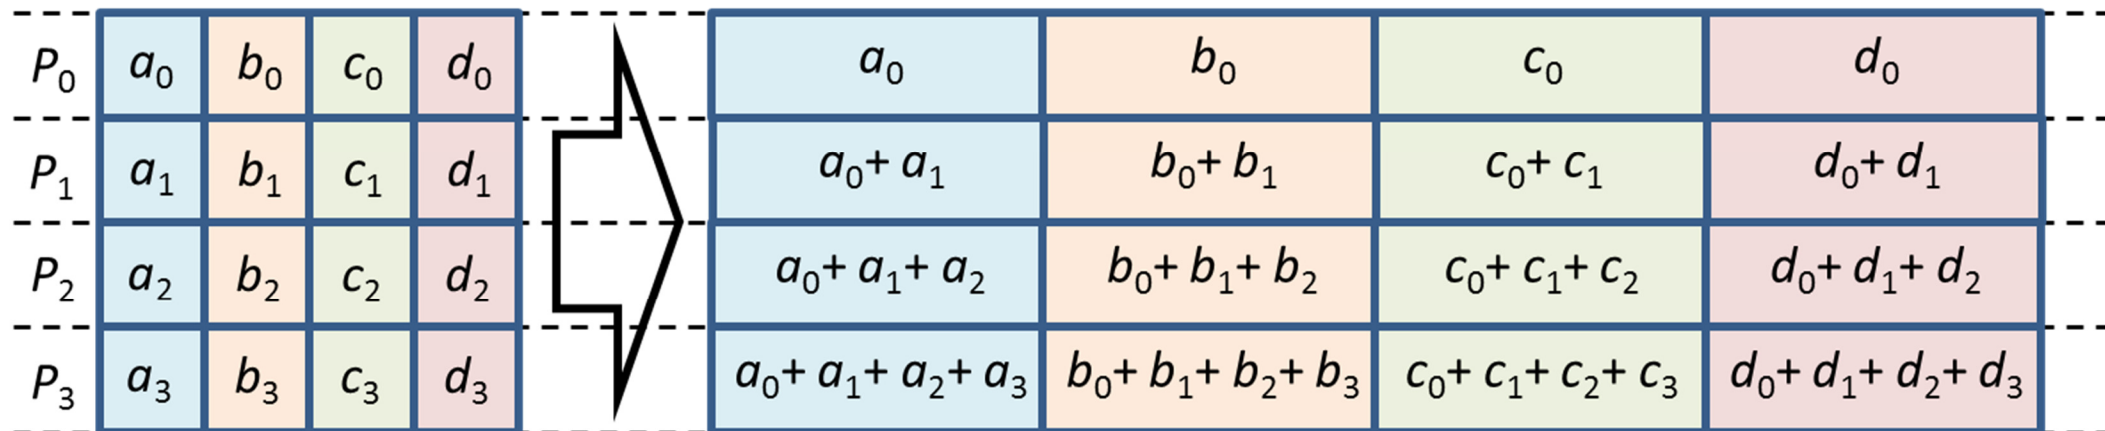 P0 a0 b0 c0 d0 a0 b0 c0 d0
P1 a1 b1 c1 d1 a0+ a1 b0+ b1 c0+ c1 d0+ d1
P2 a2 b2 c2 d2 a0+ a1+ a2 b0+ b1+ b2 c0+ c1+ c2 d0+ d1+ d2
P3 a3 b3 c3 d3 a0+ a1+ a2+ a3 b0+ b1+ b2+ b3 c0+ c1+ c2+ c3 d0+ d1+ d2+ d3